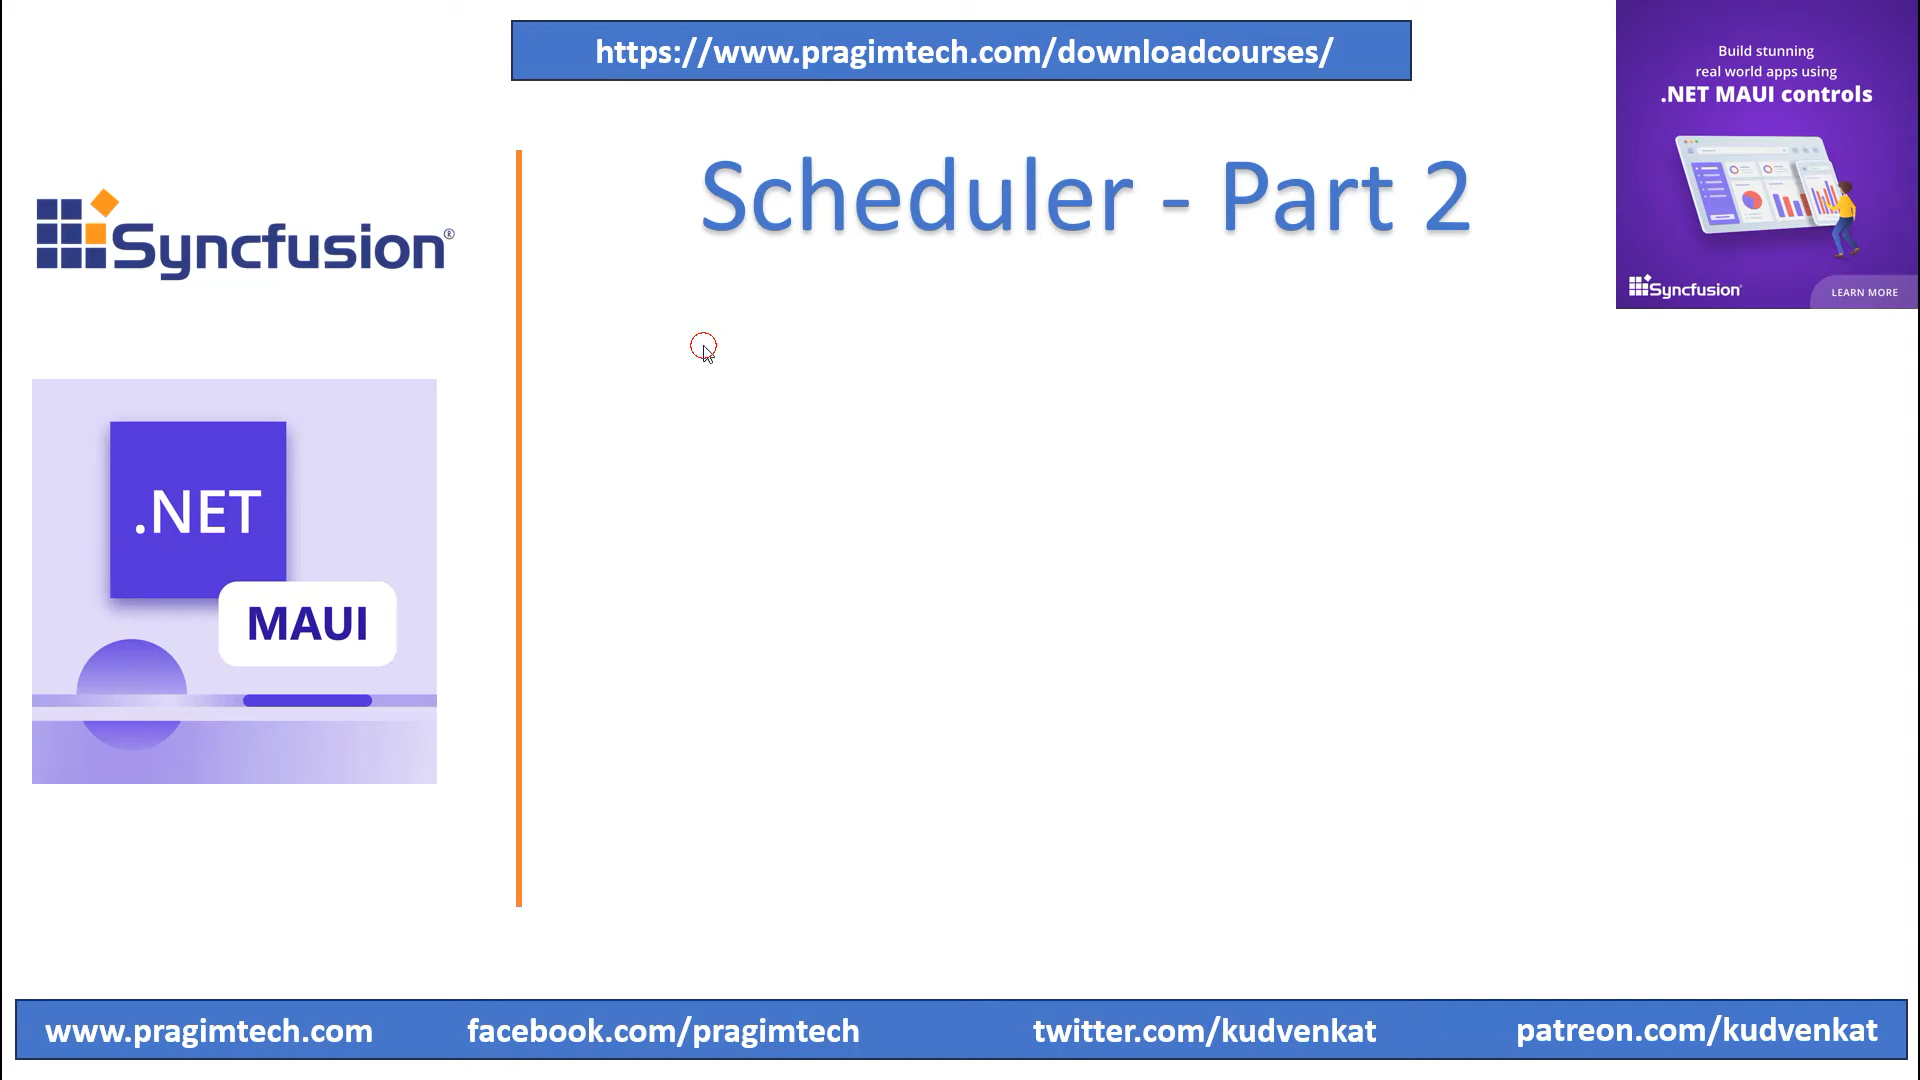 https://www.pragimtech.com/downloadcourses/
Build stunning
real world apps using
.NET MAUI controls
Syncfusion
LEARN MORE
Scheduler - Part 2
Syncfusion®
.NET
MAUI
www.pragimtech.com
facebook.com/pragimtech
twitter.com/kudvenkat
patreon.com/kudvenkat